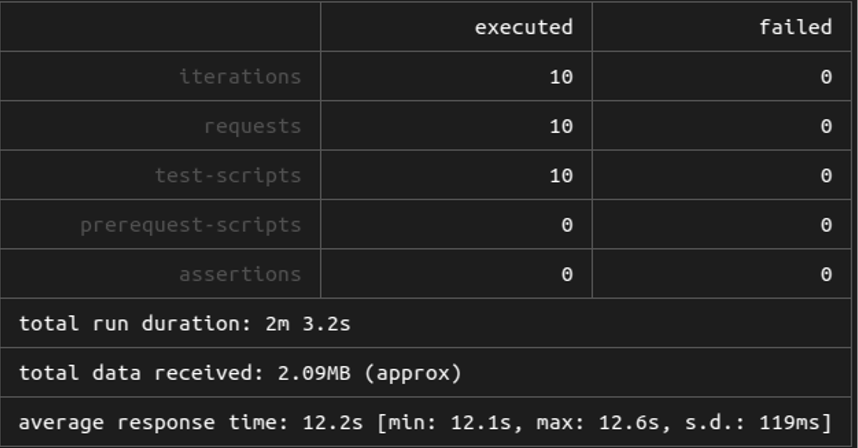 executed failed
iterations 10 0
requests 10 0
test-scripts 10 0
prerequest-scripts 0 0
assertions 0 0
total run duration: 2m 3.2s
total data received: 2.09MB (approx)
average response time: 12.2s [min: 12.1s, max: 12.6s, s.d.: 119ms]